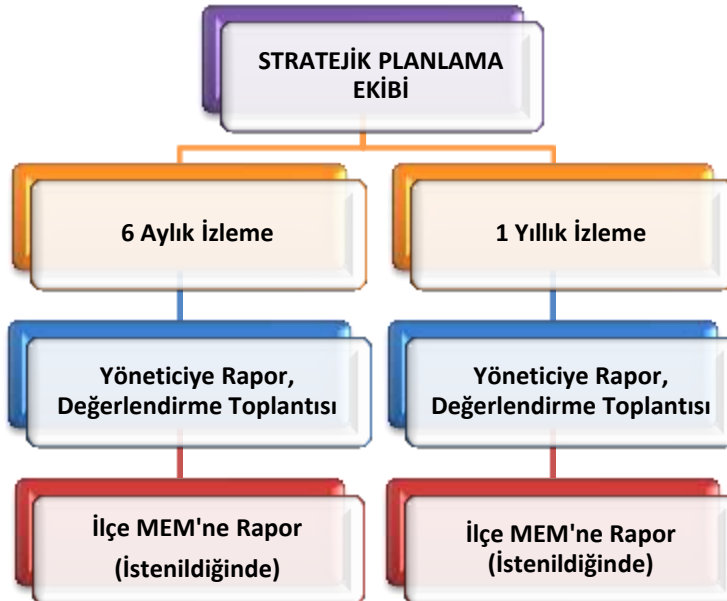 STRATEJİK PLANLAMA
EKİBİ
6 Aylık İzleme
1 Yıllık İzleme
Yöneticiye Rapor,
Değerlendirme Toplantısı
Yöneticiye Rapor,
Değerlendirme Toplantısı
İlçe MEM'ne Rapor
(İstenildiğinde)
İlçe MEM'ne Rapor
(İstenildiğinde)